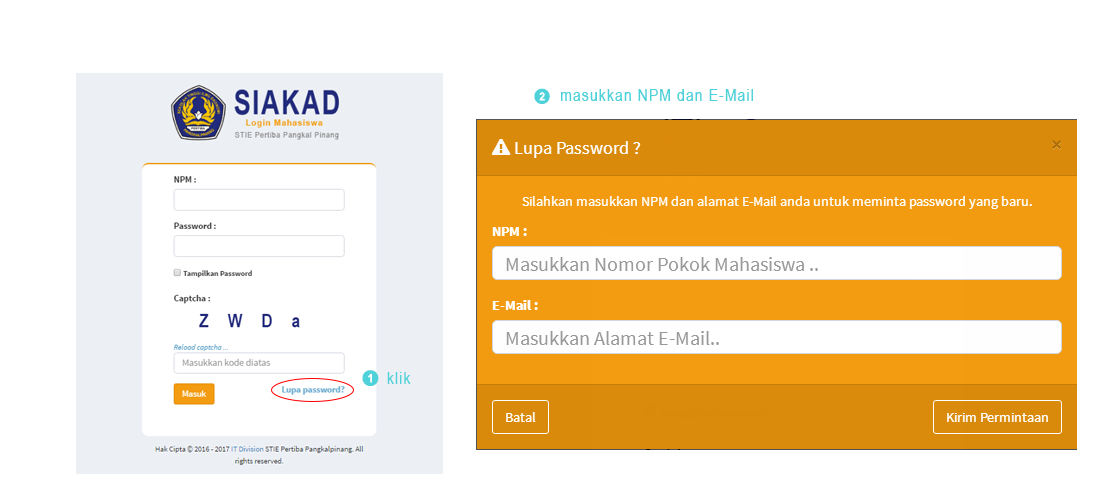 SIAKAD
Login Mahasiswa
STIE Pertiba Pangkal Pinang
NPM :
Password :
Tampilkan Password
Captcha :
Z W D a
Reload captcha ...
Masukkan kode diatas
Masuk
Lupa password?
1 klik
Hak Cipta © 2016 - 2017 IT Division STIE Pertiba Pangkalpinang. All
rights reserved.
2 masukkan NPM dan E-Mail
Lupa Password ?
×
Silahkan masukkan NPM dan alamat E-Mail anda untuk meminta password yang baru.
NPM :
Masukkan Nomor Pokok Mahasiswa ..
E-Mail :
Masukkan Alamat E-Mail..
Batal
Kirim Permintaan